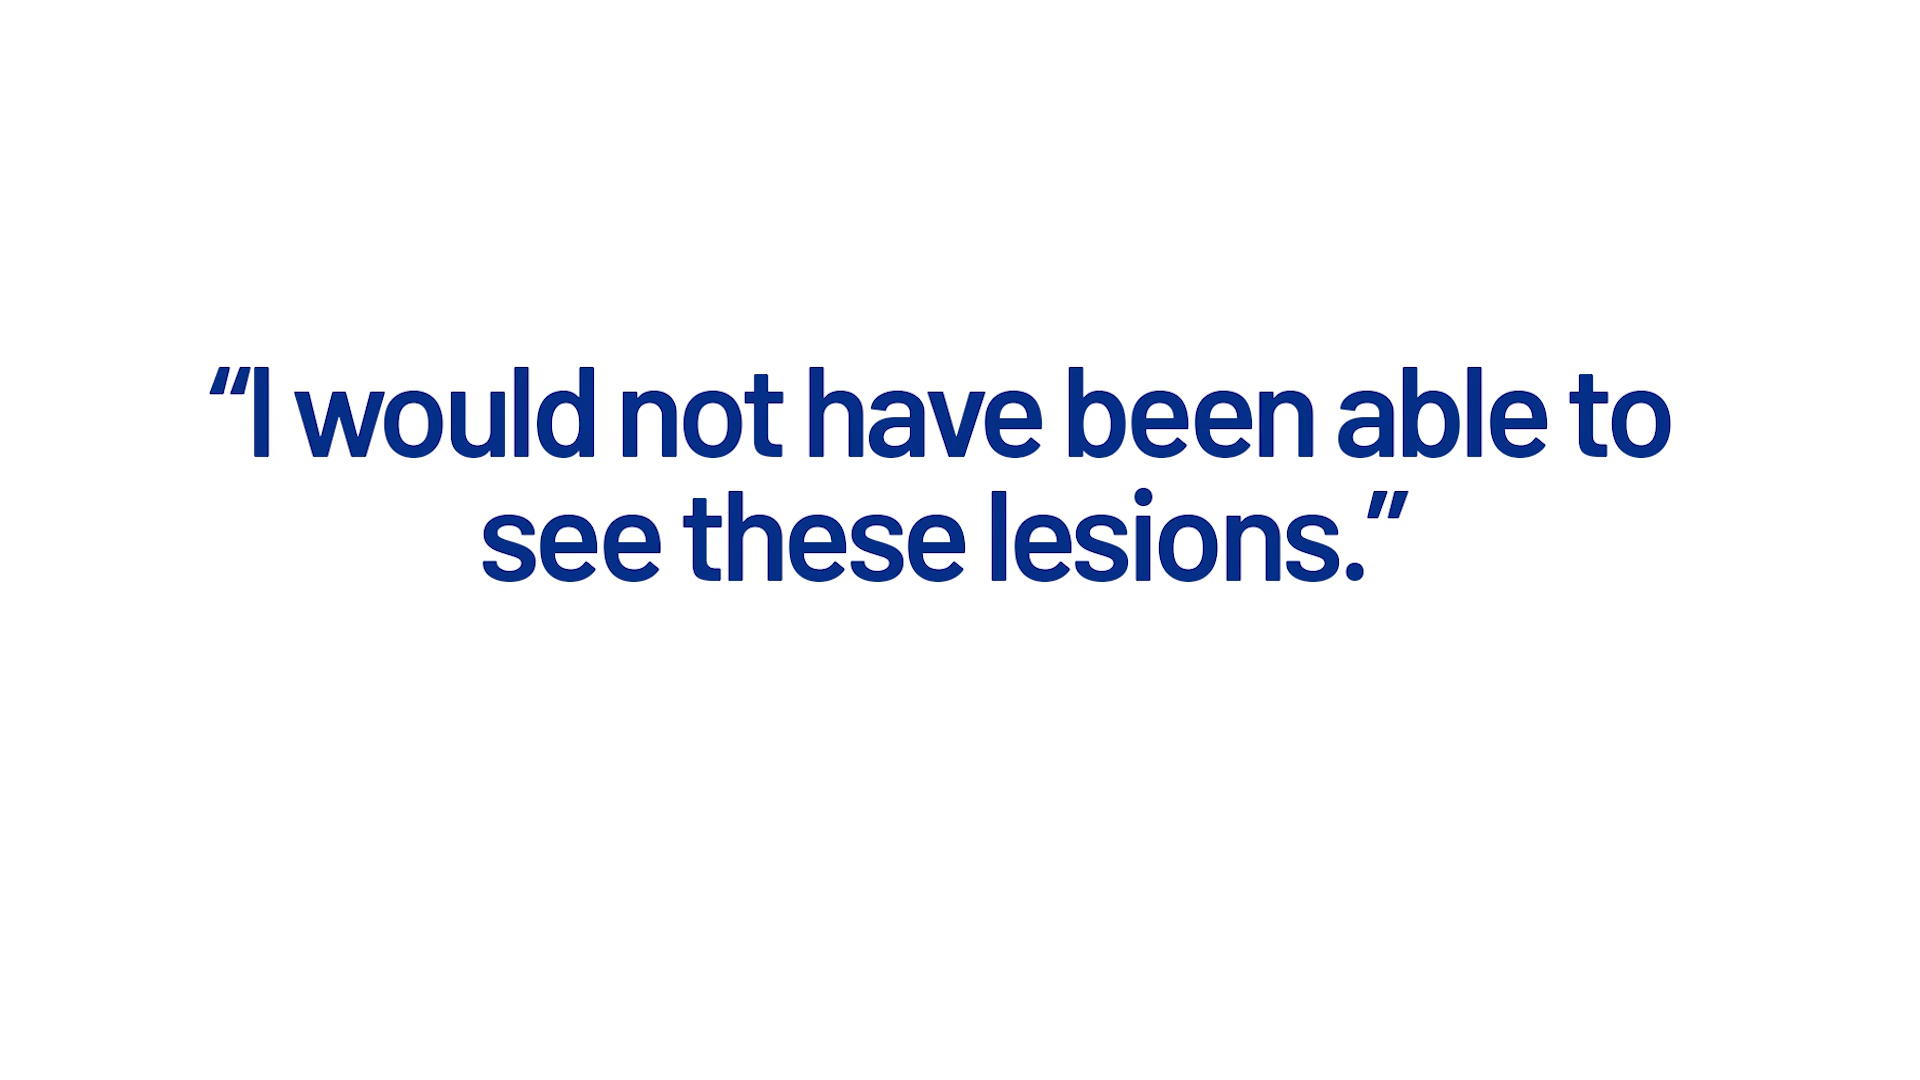 “I would not have been able to
see these lesions.”